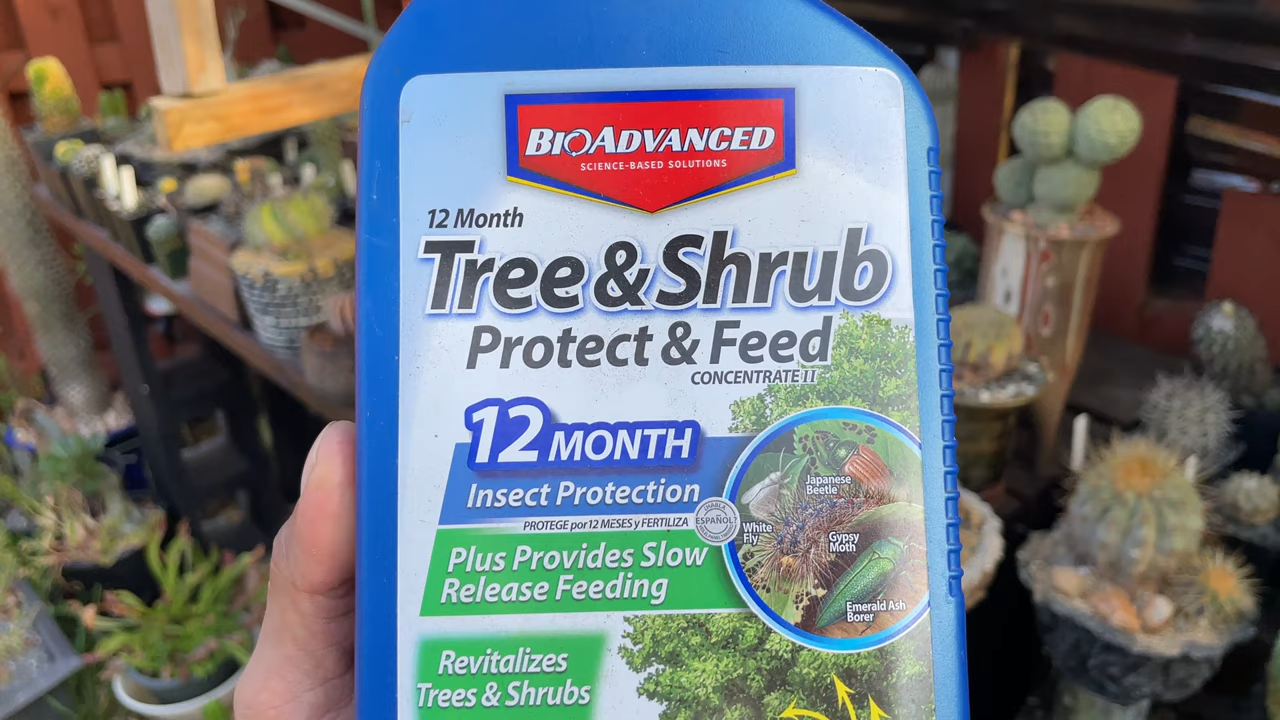 BIOADVANCED
SCIENCE-BASED SOLUTIONS
12 Month
Tree & Shrub
Protect & Feed
CONCENTRATE II
12 MONTH
Insect Protection
PROTEGE por 12 MESES y FERTILIZA
¿HABLA
ESPAÑOL?
Plus Provides Slow
Release Feeding
Japanese
Beetle
White
Fly
Gypsy
Moth
Emerald Ash
Borer
Revitalizes
Trees & Shrubs